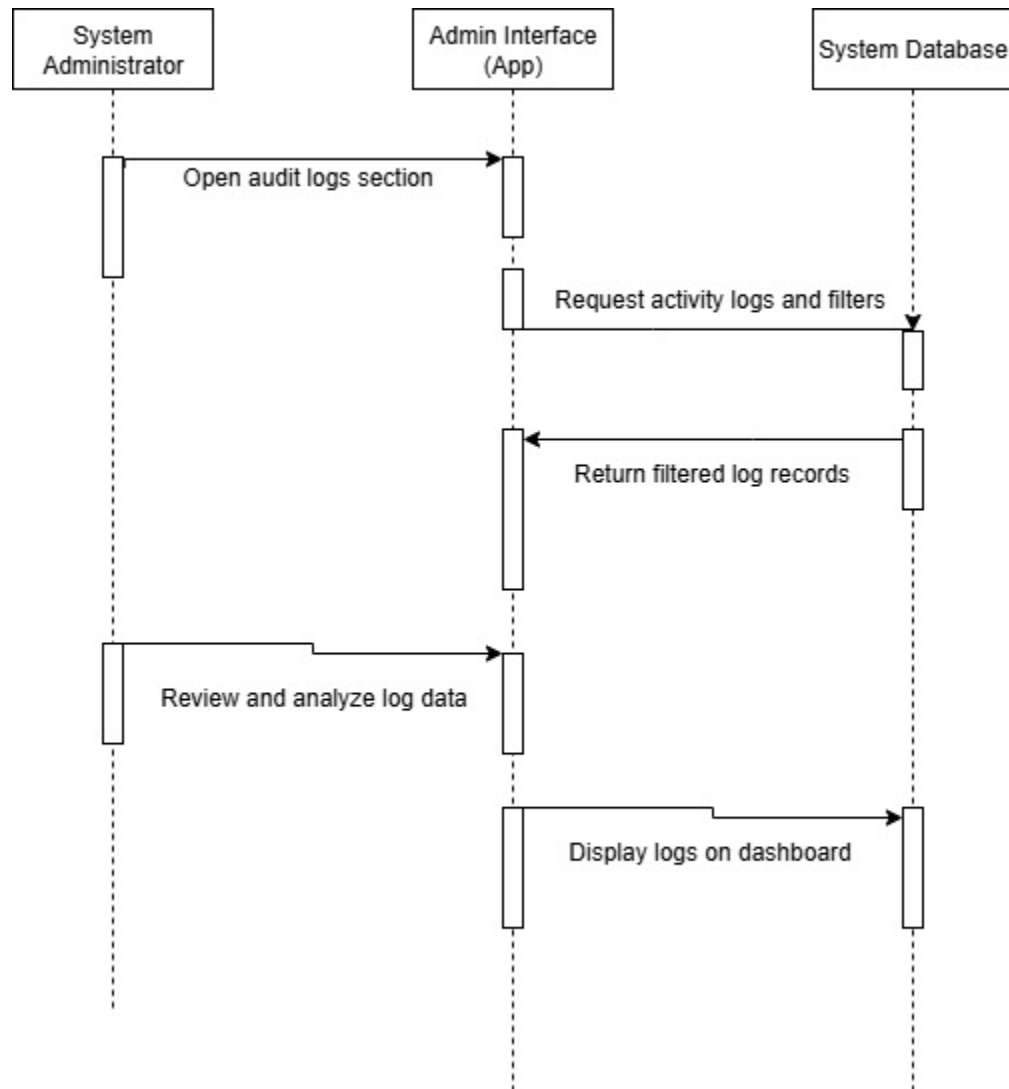 System
Administrator
Admin Interface
(App)
System Database
Open audit logs section
Request activity logs and filters
Return filtered log records
Review and analyze log data
Display logs on dashboard